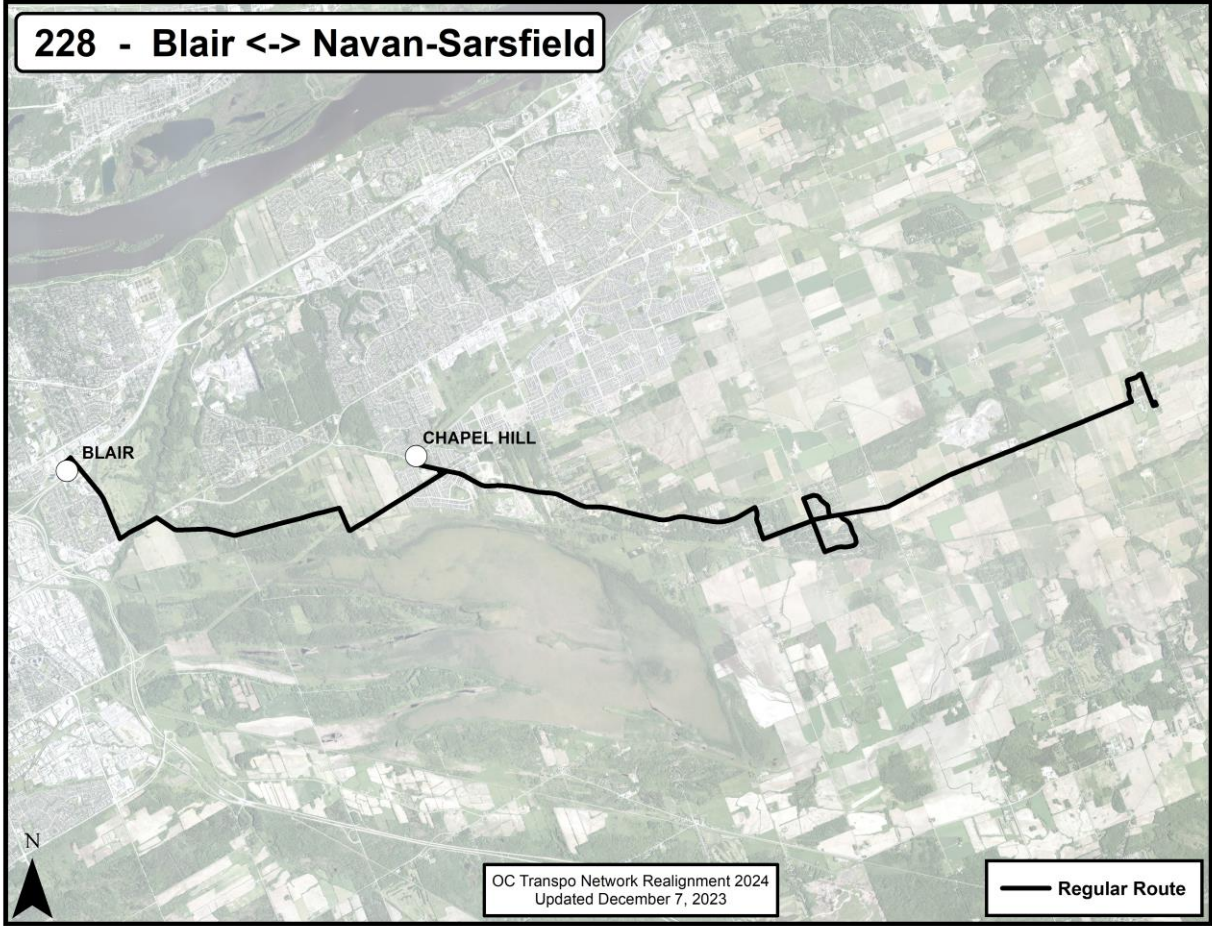 228 - Blair <-> Navan-Sarsfield
CHAPEL HILL
BLAIR
N
OC Transpo Network Realignment 2024
Updated December 7, 2023
Regular Route